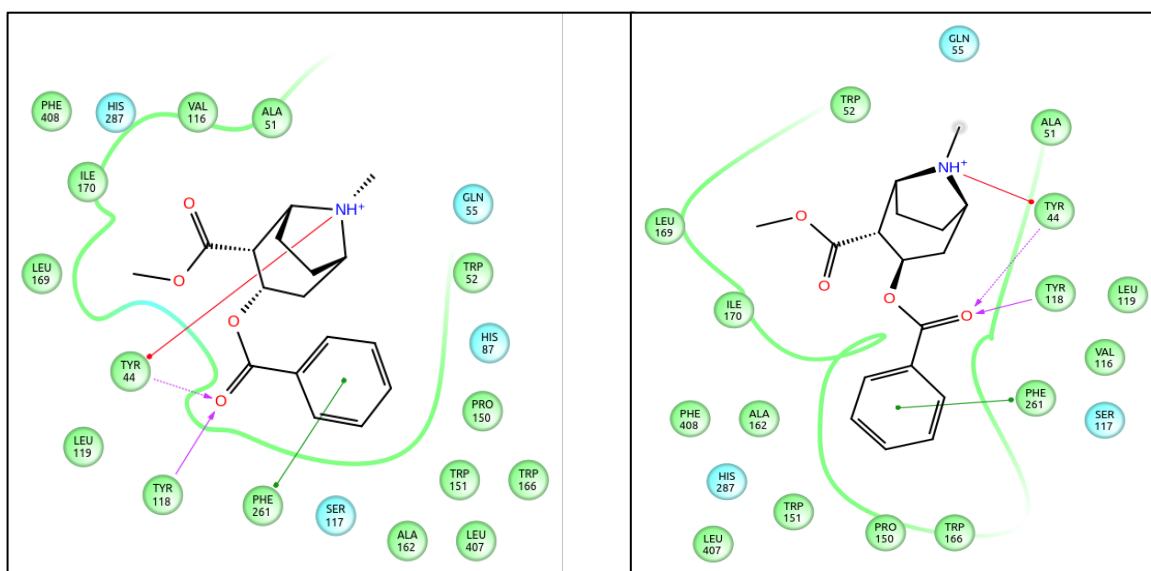 PHE
408
HIS
287
VAL
116
ALA
51
ILE
170
GLN
55
NH+
O
LEU
169
O
TRP
52
O
HIS
87
TYR
44
O
PRO
150
LEU
119
TYR
118
PHE
261
SER
117
TRP
151
TRP
166
ALA
162
LEU
407
GLN
55
TRP
52
ALA
51
NH+
TYR
44
LEU
169
O
O
O
O
TYR
118
LEU
119
ILE
170
VAL
116
PHE
261
SER
117
PHE
408
ALA
162
HIS
287
TRP
151
LEU
407
PRO
150
TRP
166